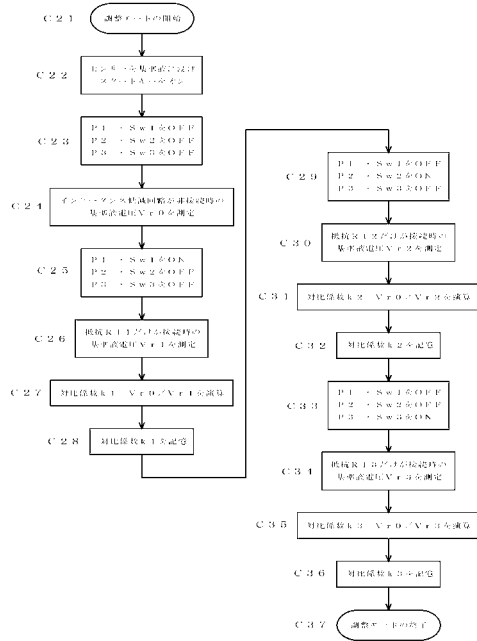 C21 調整モードの開始
C22 センサーを基準液に浸け
スタートキーをオン
C23 P1 → Sw1をOFF
P2 → Sw2をOFF
P3 → Sw3をOFF
C24 インピーダンス低減回路が非接続時の
基準液電圧Vr0を測定
C25 P1 → Sw1をON
P2 → Sw2をOFF
P3 → Sw3をOFF
C26 抵抗R11だけが接続時の
基準液電圧Vr1を測定
C27 対比係数k1=Vr0/Vr1を演算
C28 対比係数k1を記憶
C29 P1 → Sw1をOFF
P2 → Sw2をON
P3 → Sw3をOFF
C30 抵抗R12だけが接続時の
基準液電圧Vr2を測定
C31 対比係数k2=Vr0/Vr2を演算
C32 対比係数k2を記憶
C33 P1 → Sw1をOFF
P2 → Sw2をOFF
P3 → Sw3をON
C34 抵抗R13だけが接続時の
基準液電圧Vr3を測定
C35 対比係数k3=Vr0/Vr3を演算
C36 対比係数k3を記憶
C37 調整モードの終了